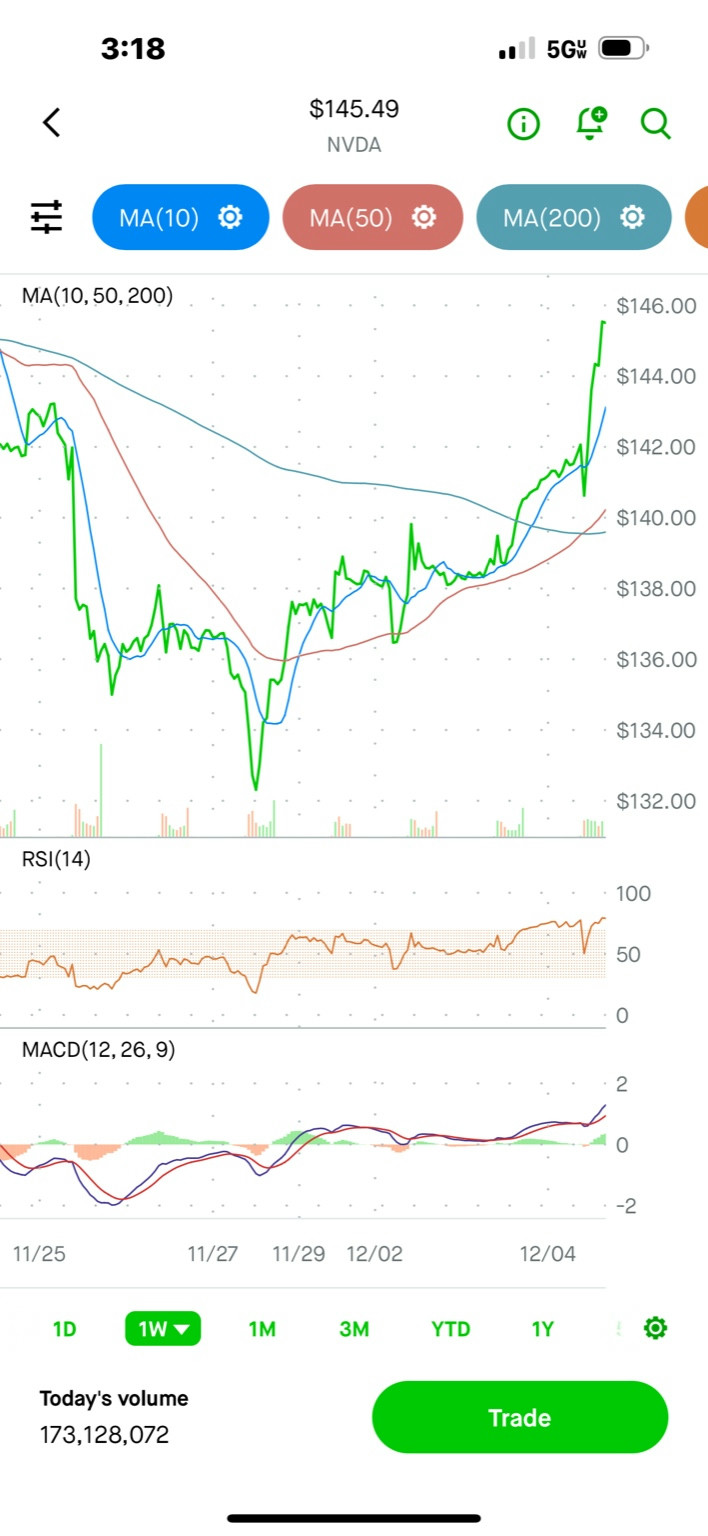 3:18
5G UW
$145.49
NVDA
MA(10)
MA(50)
MA(200)
MA(10, 50, 200)
$146.00
$144.00
$142.00
$140.00
$138.00
$136.00
$134.00
$132.00
RSI(14)
100
50
0
MACD(12, 26, 9)
2
0
-2
11/25 11/27 11/29 12/02 12/04
1D 1W 1M 3M YTD 1Y
Today's volume
173,128,072
Trade